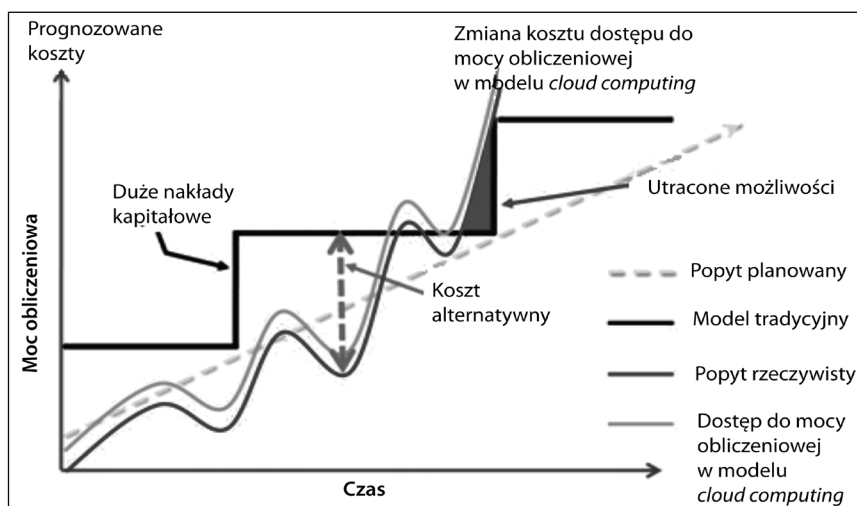 Prognozowane
koszty
Zmiana kosztu dostępu do
mocy obliczeniowej
w modelu cloud computing
Duże nakłady
kapitałowe
Utracone możliwości
Koszt
alternatywny
Moc obliczeniowa
Popyt planowany
Model tradycyjny
Popyt rzeczywisty
Dostęp do mocy
obliczeniowej
w modelu
cloud computing
Czas